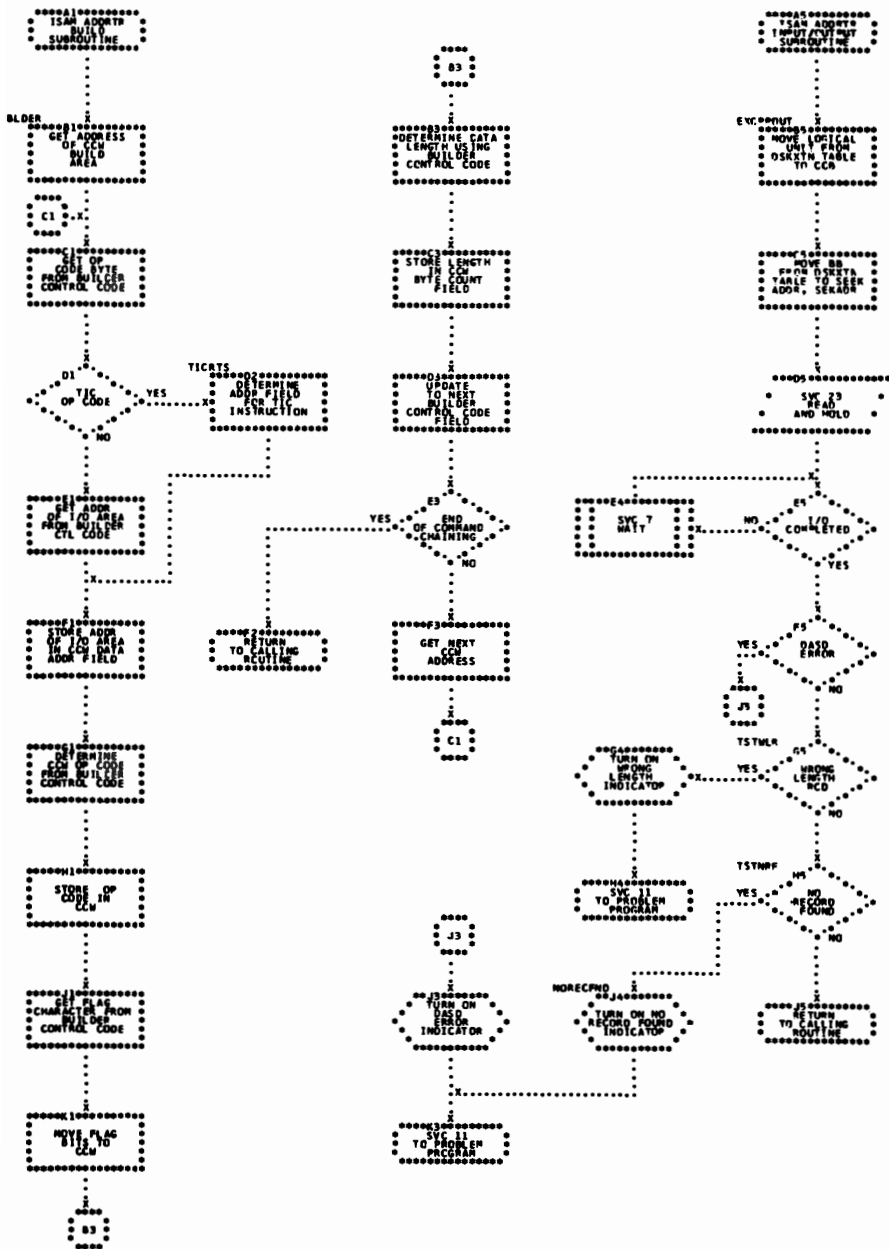 A1
ISAM ADDRTR
BUILD
SUBROUTINE
BLDER
B1
GET ADDRESS
OF CCW
BUILD
AREA
C1
C1
GET OP
CODE BYTE
FROM BUILDER
CONTROL CODE
D1
TIC
OP CODE
YES
NO
TICRTS
D2
DETERMINE
ADDR FIELD
FOR TIC
INSTRUCTION
E1
GET ADDR
OF I/O AREA
FROM BUILDER
CTL CODE
F1
STORE ADDR
OF I/O AREA
IN CCW DATA
ADDR FIELD
G1
DETERMINE
CCW OP CODE
FROM BUILDER
CONTROL CODE
H1
STORE OP
CODE IN
CCW
J1
GET FLAG
CHARACTER FROM
BUILDER
CONTROL CODE
K1
MOVE FLAG
BITS TO
CCW
B3
B3
B3
DETERMINE DATA
LENGTH USING
BUILDER
CONTROL CODE
C3
STORE LENGTH
IN CCW
BYTE COUNT
FIELD
D3
UPDATE
TO NEXT
BUILDER
CONTROL CODE
FIELD
E3
END
OF COMMAND
CHAINING
YES
NO
F2
RETURN
TO CALLING
ROUTINE
F3
GET NEXT
CCW
ADDRESS
C1
J3
J3
TURN ON
DASD
ERROR
INDICATOR
K3
SVC 11
TO PROBLEM
PROGRAM
A5
ISAM ADDRTR
INPUT/OUTPUT
SUBROUTINE
B5
MOVE LOGICAL
UNIT FROM
DSKXTN TABLE
TO CCB
C5
MOVE BB
FROM DSKXTN
TABLE TO SEEK
ADDR, SEKADR
D5
SVC 23
READ
AND HOLD
E4
SVC 7
WAIT
E5
I/O
COMPLETED
NO
YES
F5
DASD
ERROR
YES
NO
J3
TSTWLR
G5
WRONG
LENGTH
RCD
YES
NO
G4
TURN ON
WRONG
LENGTH
INDICATOR
H4
SVC 11
TO PROBLEM
PROGRAM
TSTNRF
H5
NO
RECORD
FOUND
YES
NO
NORECFND
J4
TURN ON NO
RECORD FOUND
INDICATOR
J5
RETURN
TO CALLING
ROUTINE